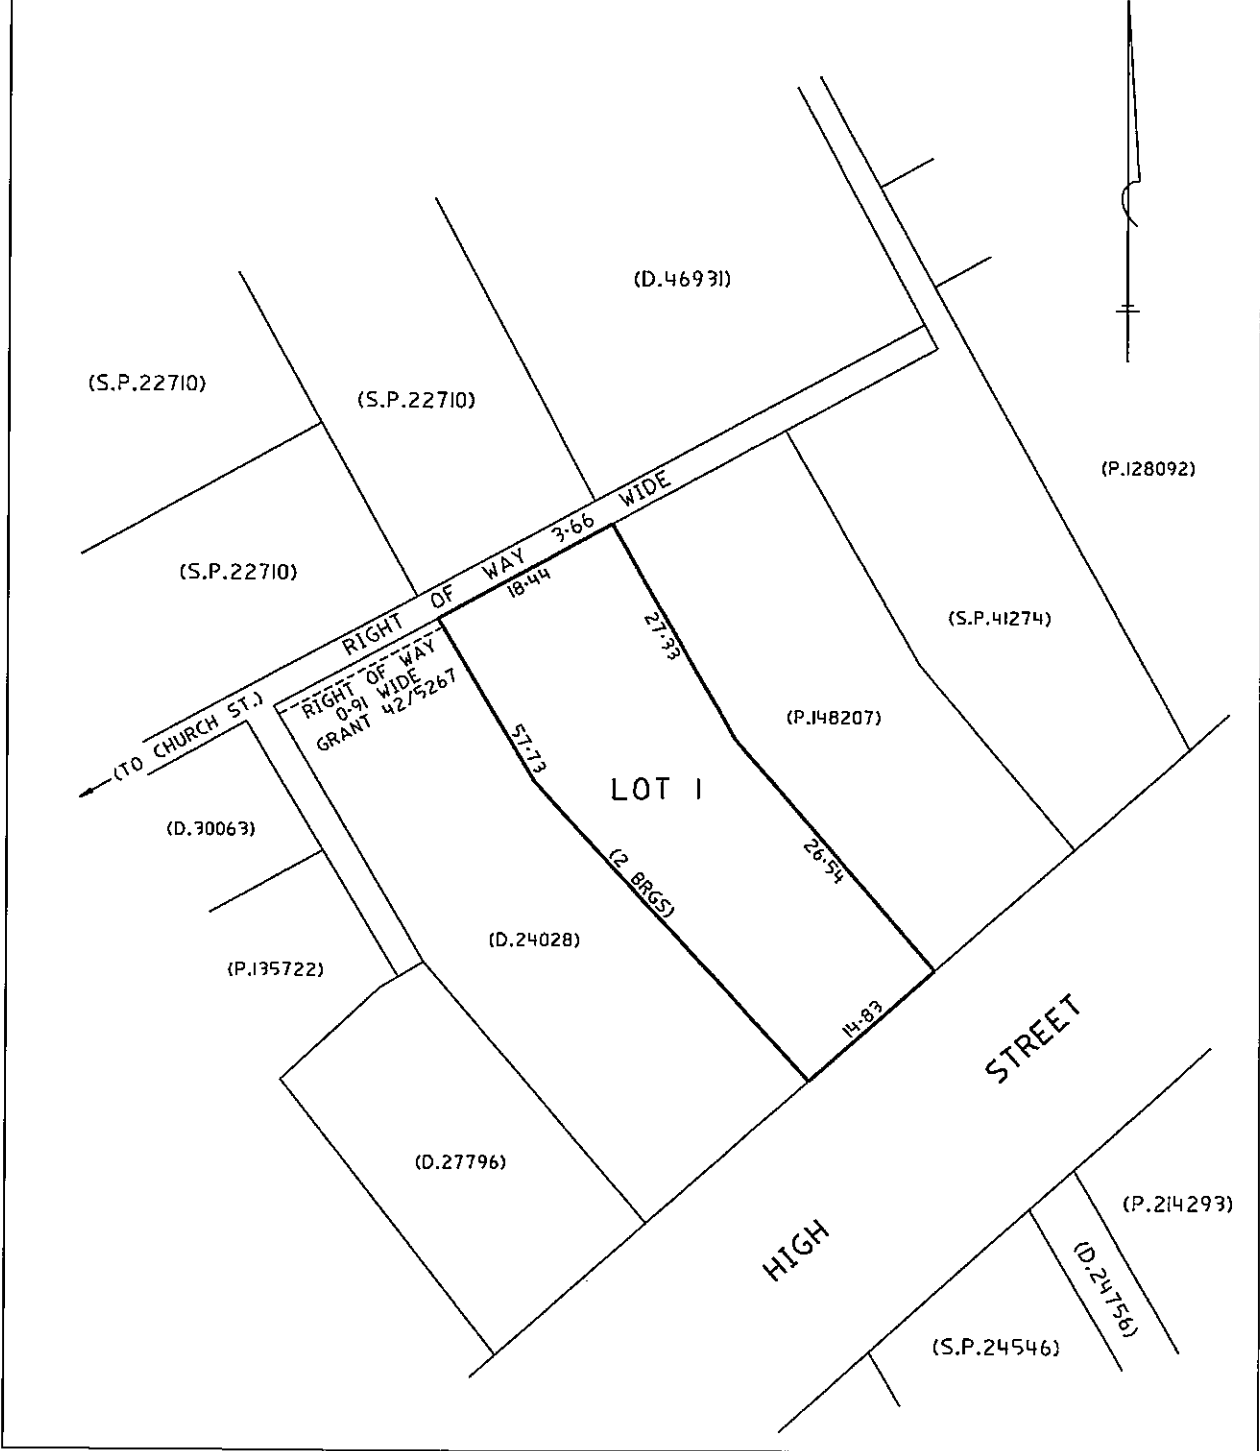 (D.46931)
(S.P.22710)
(S.P.22710)
(P.128092)
RIGHT OF WAY 3·66 WIDE
(S.P.22710)
18·44
(S.P.41274)
27·33
RIGHT OF WAY
0·91 WIDE
GRANT 42/5267
(TO CHURCH ST.)
(P.148207)
57·73
LOT 1
(D.30063)
26·54
(2 BRGS)
(D.24028)
(P.135722)
14·83
HIGH STREET
(D.27796)
(P.214293)
(D.24756)
(S.P.24546)